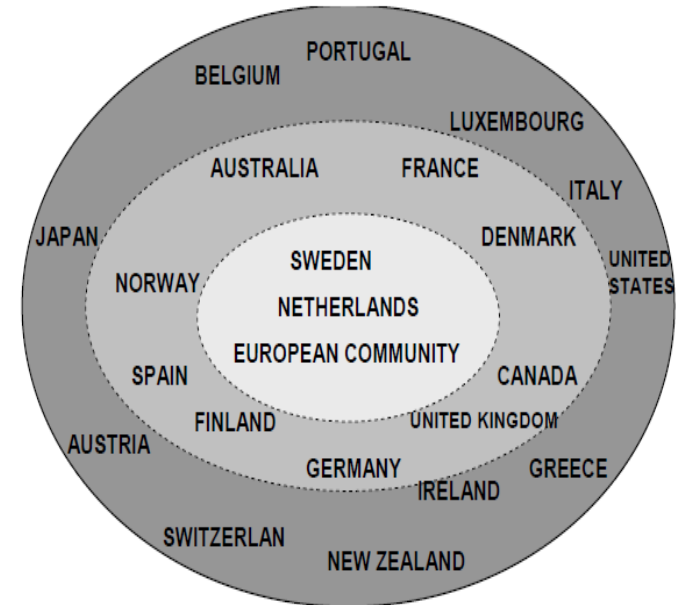 PORTUGAL
BELGIUM
LUXEMBOURG
AUSTRALIA
FRANCE
ITALY
JAPAN
DENMARK
SWEDEN
UNITED
STATES
NORWAY
NETHERLANDS
EUROPEAN COMMUNITY
SPAIN
CANADA
FINLAND
UNITED KINGDOM
AUSTRIA
GERMANY
GREECE
IRELAND
SWITZERLAN
NEW ZEALAND